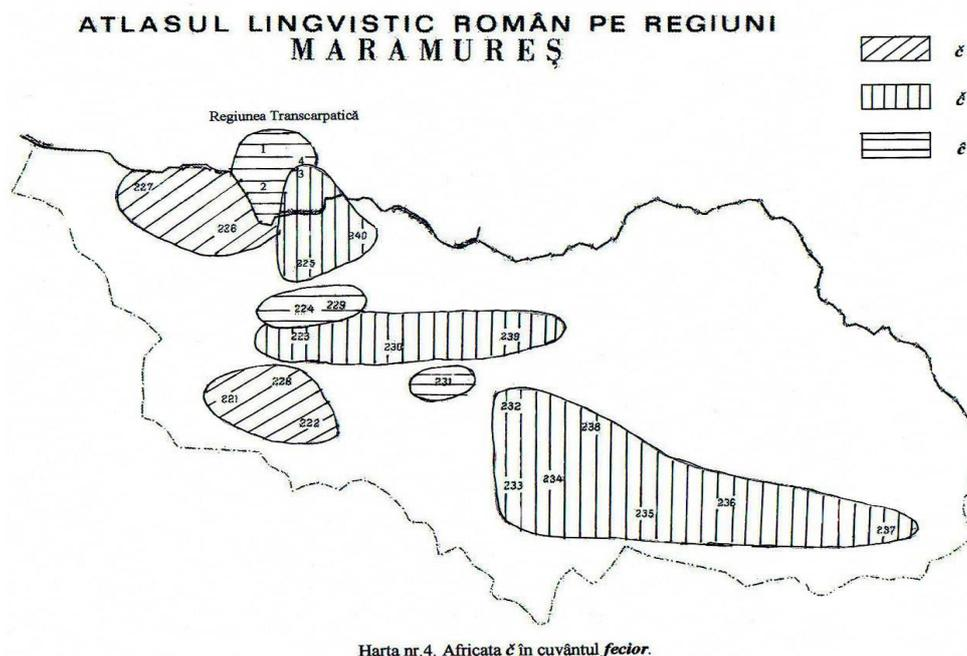 ATLASUL LINGVISTIC ROMÂN PE REGIUNI
MARAMUREŞ
č
č
ĉ
Regiunea Transcarpatică
1
4
3
2
227
226
240
225
224 229
223 230 239
228
221
222
231
232
238
233
234
235
236
237
Harta nr.4. Africata č în cuvântul fecior.